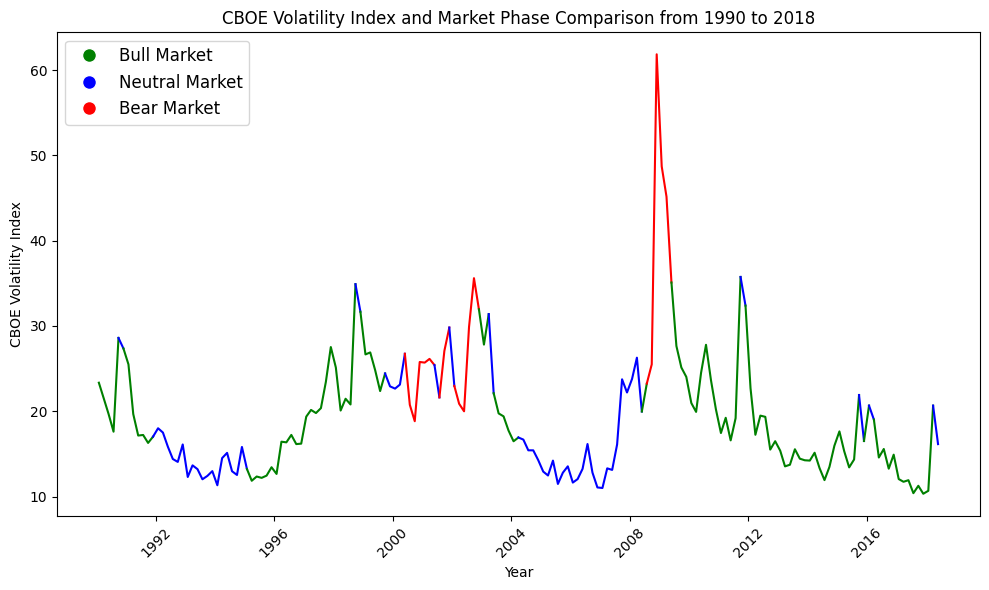 CBOE Volatility Index and Market Phase Comparison from 1990 to 2018
Bull Market
Neutral Market
Bear Market
CBOE Volatility Index
60
50
40
30
20
10
1992
1996
2000
2004
2008
2012
2016
Year